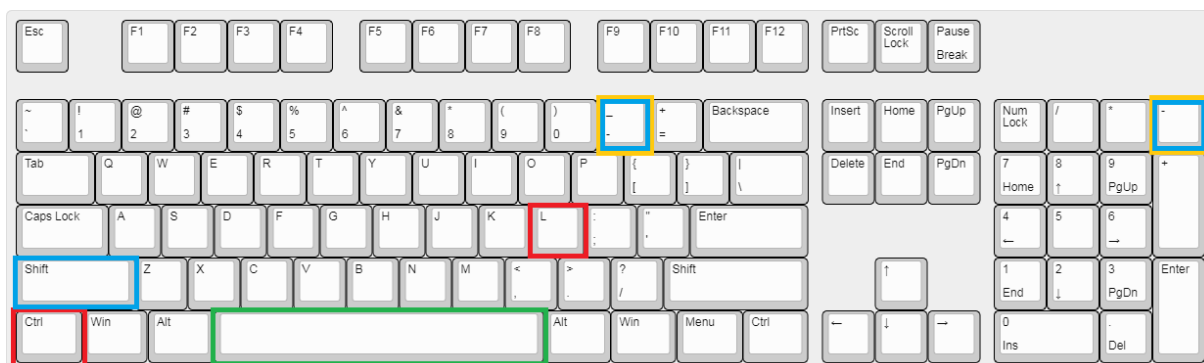 Esc F1 F2 F3 F4 F5 F6 F7 F8 F9 F10 F11 F12 PrtSc Scroll Lock Pause Break
~ ` ! 1 @ 2 # 3 $ 4 % 5 ^ 6 & 7 * 8 ( 9 ) 0 _ - + = Backspace Insert Home PgUp Num Lock / * -
Tab Q W E R T Y U I O P { [ } ] | \ Delete End PgDn 7 Home 8 ↑ 9 PgUp +
Caps Lock A S D F G H J K L : ; " ' Enter 4 ← 5 6 →
Shift Z X C V B N M < , > . ? / Shift ↑ 1 End 2 ↓ 3 PgDn Enter
Ctrl Win Alt Alt Win Menu Ctrl ← ↓ → 0 Ins . Del